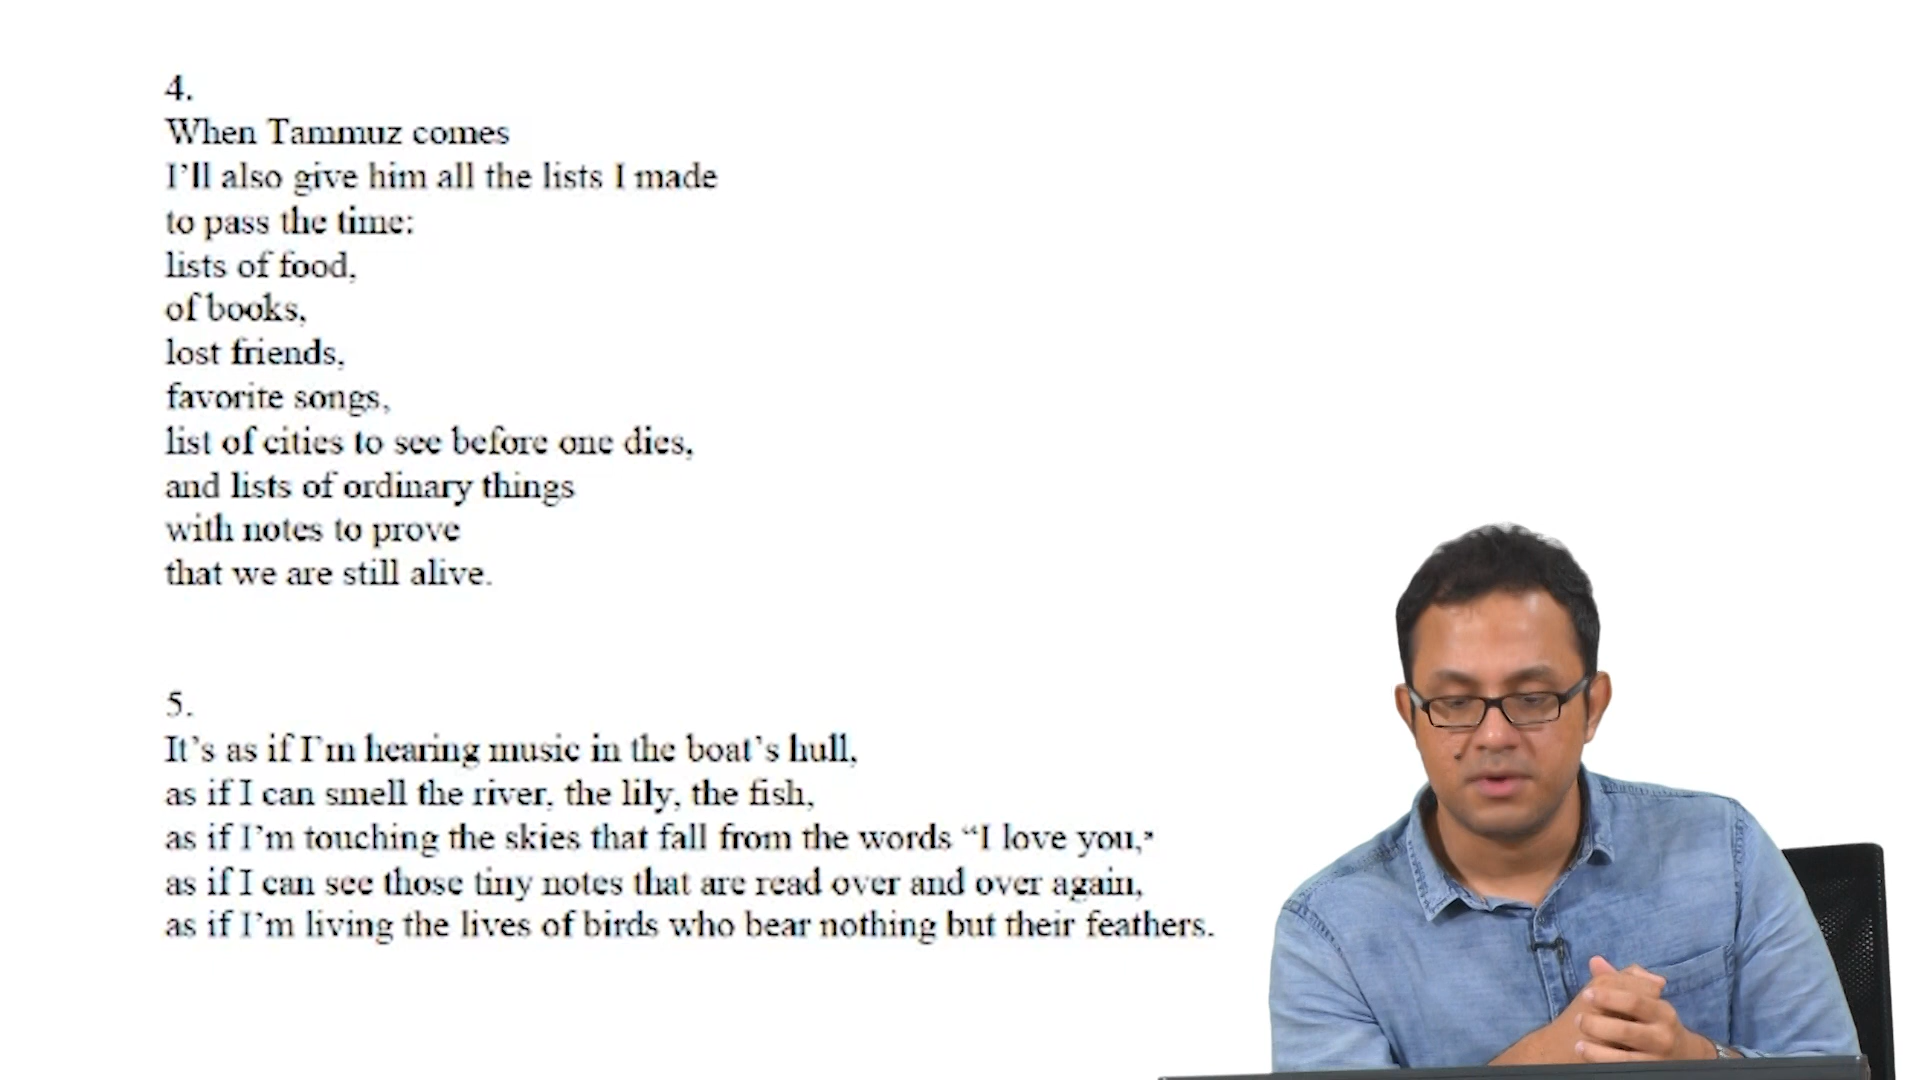 4.
When Tammuz comes
I’ll also give him all the lists I made
to pass the time:
lists of food,
of books,
lost friends,
favorite songs,
list of cities to see before one dies,
and lists of ordinary things
with notes to prove
that we are still alive.
5.
It’s as if I’m hearing music in the boat’s hull,
as if I can smell the river, the lily, the fish,
as if I’m touching the skies that fall from the words “I love you,”
as if I can see those tiny notes that are read over and over again,
as if I’m living the lives of birds who bear nothing but their feathers.